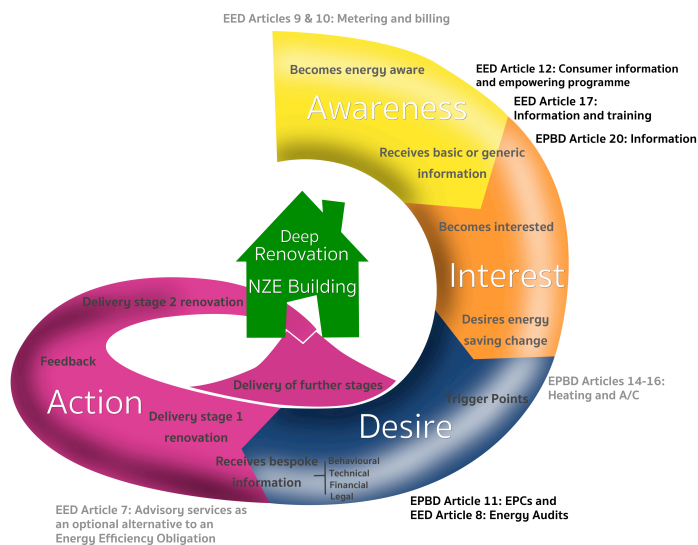 EED Articles 9 & 10: Metering and billing
Becomes energy aware
Awareness
EED Article 12: Consumer information
and empowering programme
EED Article 17:
Information and training
EPBD Article 20: Information
Receives basic or generic
information
Becomes interested
Interest
Desires energy
saving change
Deep
Renovation
NZE Building
EPBD Articles 14-16:
Heating and A/C
Trigger Points
Desire
Receives bespoke
information
Behavioural
Technical
Financial
Legal
EPBD Article 11: EPCs and
EED Article 8: Energy Audits
Delivery stage 1
renovation
Action
Feedback
Delivery stage 2 renovation
Delivery of further stages
EED Article 7: Advisory services as
an optional alternative to an
Energy Efficiency Obligation